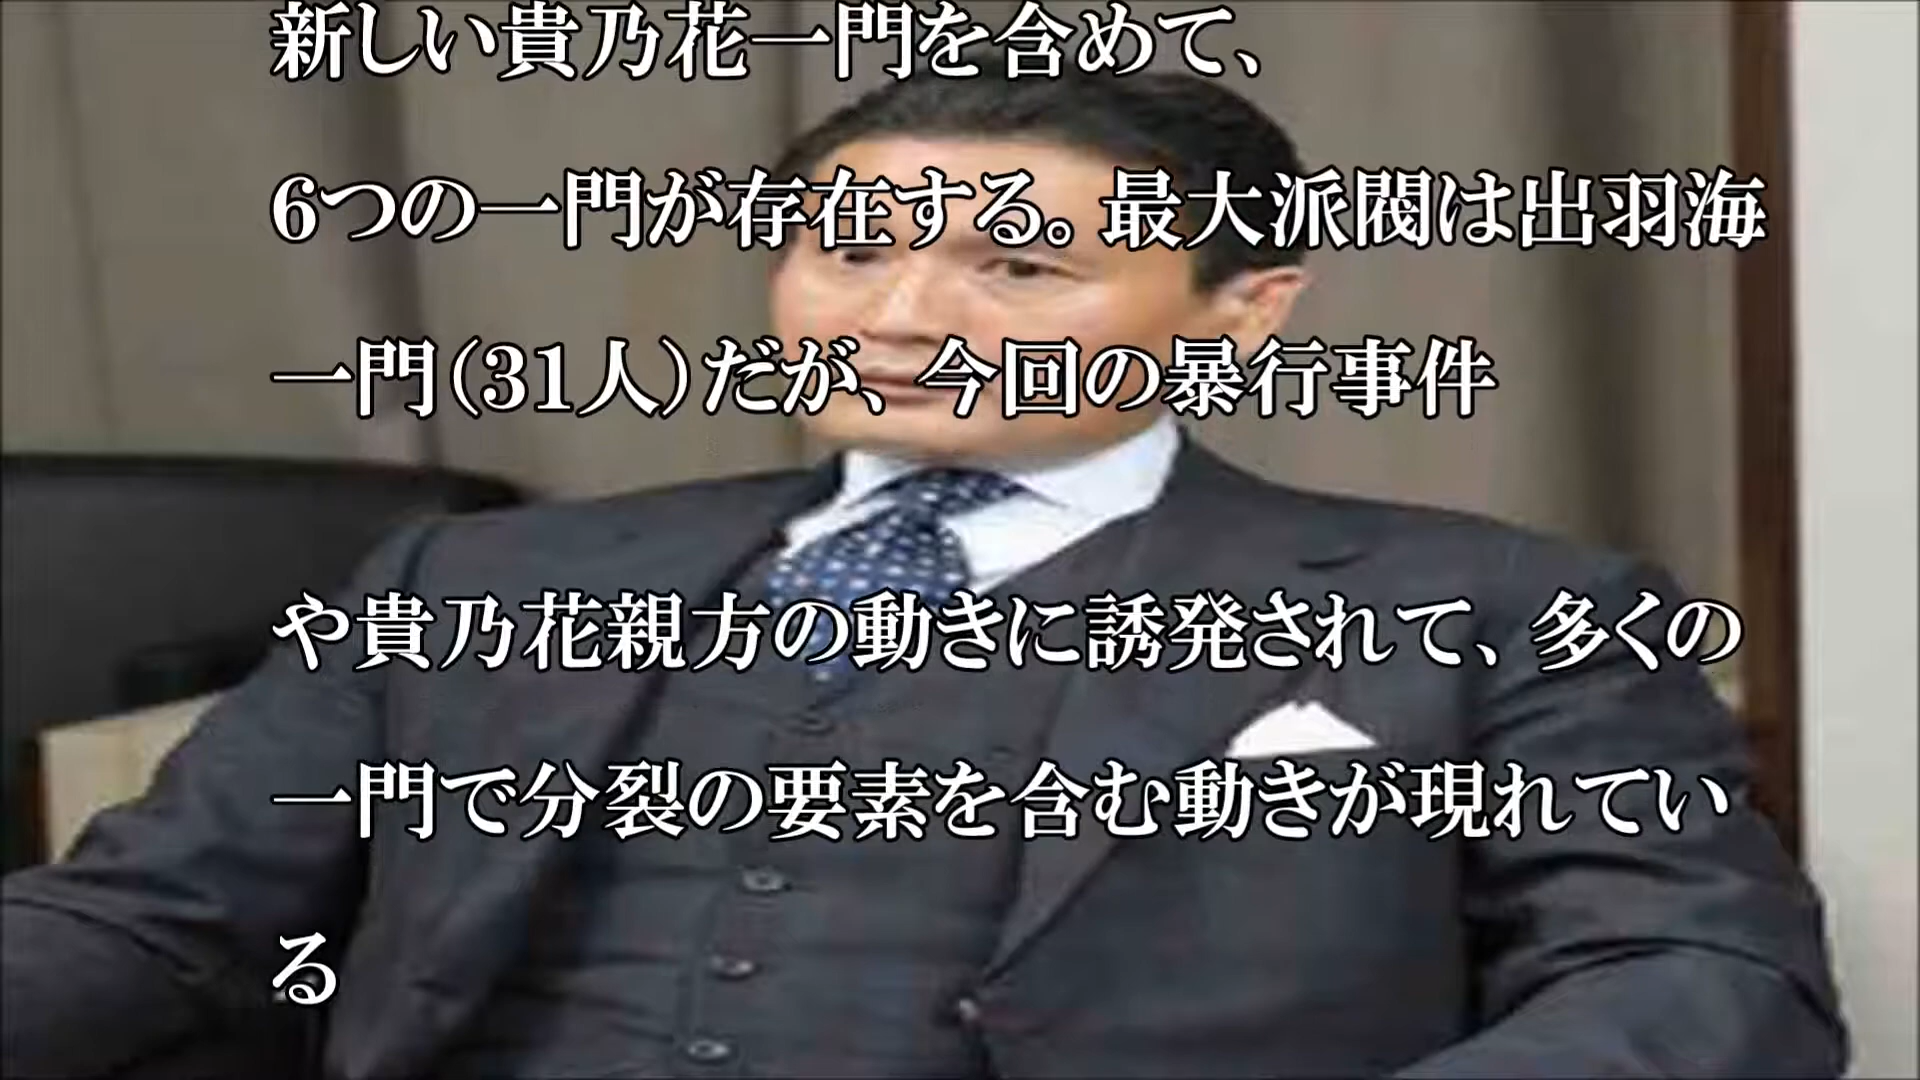 新しい貴乃花一門を含めて、
6つの一門が存在する。最大派閥は出羽海
一門（31人）だが、今回の暴行事件
や貴乃花親方の動きに誘発されて、多くの
一門で分裂の要素を含む動きが現れてい
る